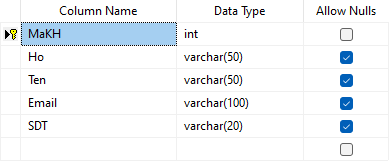 Column Name Data Type Allow Nulls
MaKH int
Ho varchar(50)
Ten varchar(50)
Email varchar(100)
SDT varchar(20)